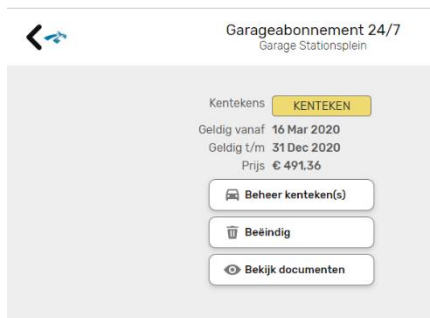 Garageabonnement 24/7
Garage Stationsplein
Kentekens KENTEKEN
Geldig vanaf 16 Mar 2020
Geldig t/m 31 Dec 2020
Prijs € 491,36
Beheer kenteken(s)
Beëindig
Bekijk documenten